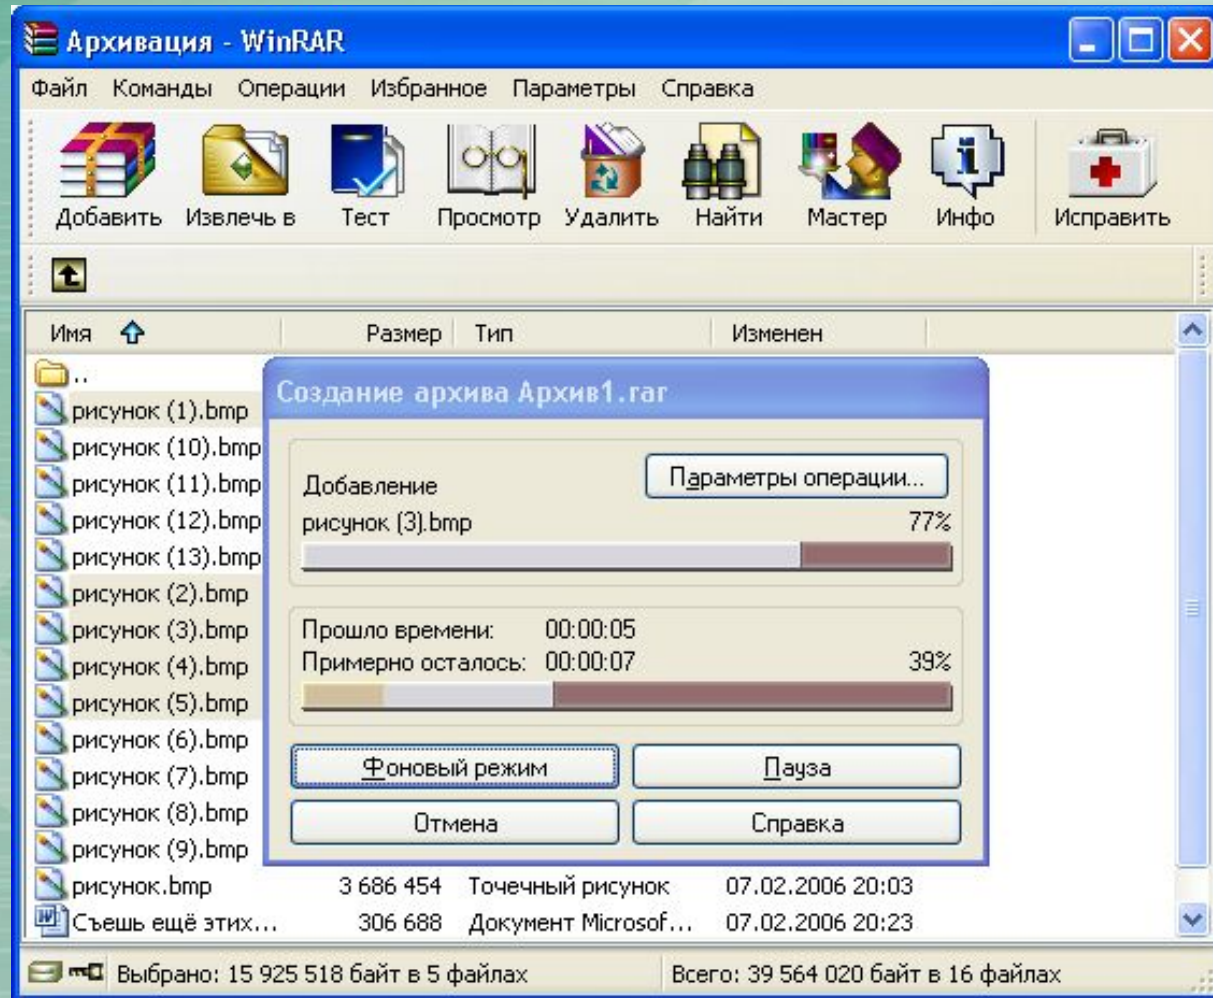 Архивация - WinRAR
Файл Команды Операции Избранное Параметры Справка
Добавить Извлечь в Тест Просмотр Удалить Найти Мастер Инфо Исправить
Имя Размер Тип Изменен
..
рисунок (1).bmp
рисунок (10).bmp
рисунок (11).bmp
рисунок (12).bmp
рисунок (13).bmp
рисунок (2).bmp
рисунок (3).bmp
рисунок (4).bmp
рисунок (5).bmp
рисунок (6).bmp
рисунок (7).bmp
рисунок (8).bmp
рисунок (9).bmp
рисунок.bmp 3 686 454 Точечный рисунок 07.02.2006 20:03
Съешь ещё этих... 306 688 Документ Microsof... 07.02.2006 20:23
Создание архива Архив1.rar
Параметры операции...
Добавление
рисунок (3).bmp 77%
Прошло времени: 00:00:05
Примерно осталось: 00:00:07 39%
Фоновый режим Пауза
Отмена Справка
Выбрано: 15 925 518 байт в 5 файлах Всего: 39 564 020 байт в 16 файлах